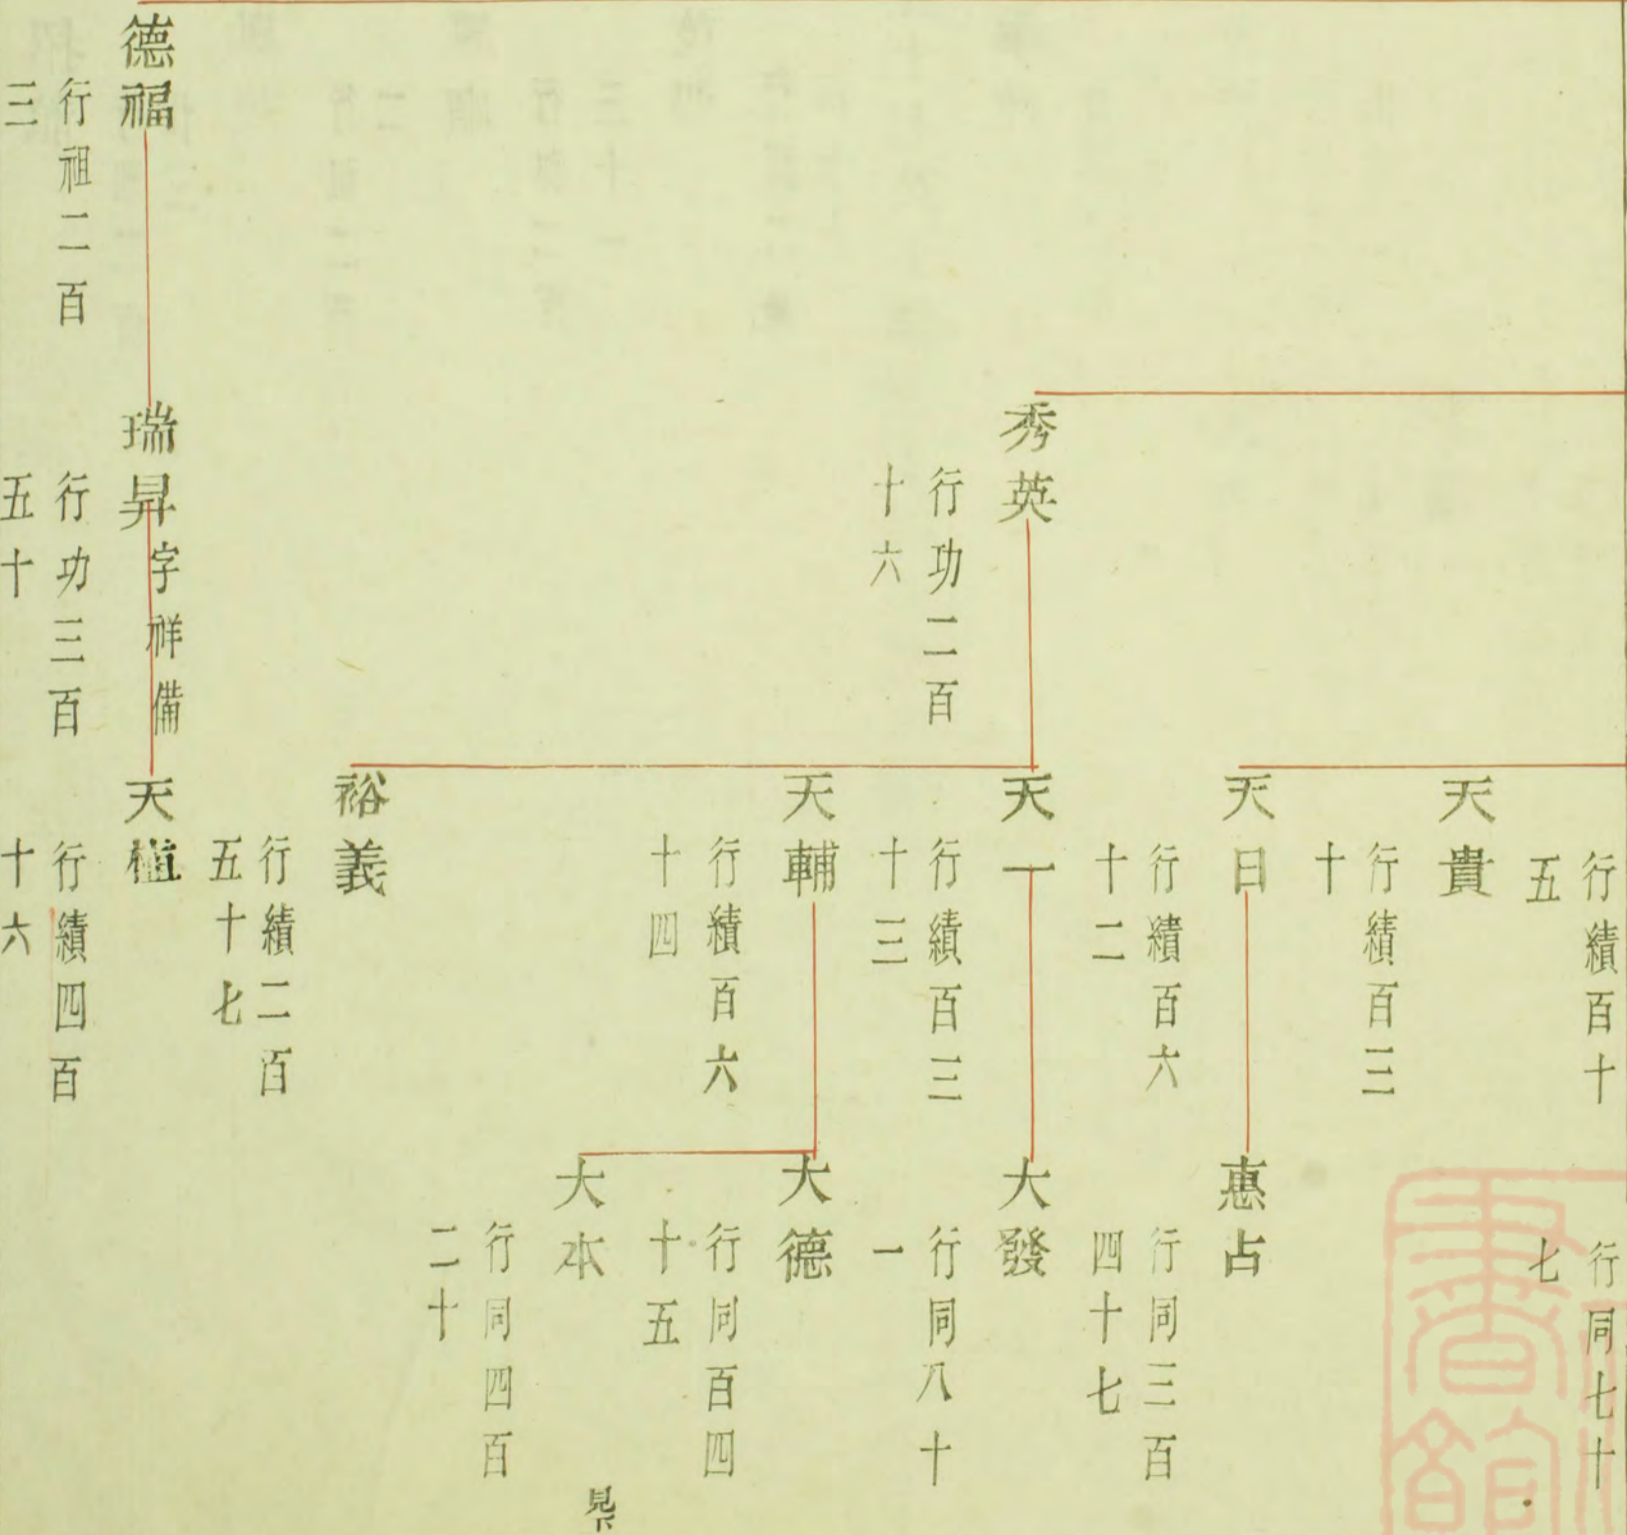 行績百十
五
行同七十
七
天貴
行績百三
十
天日
行績百六
十二
惠占
行同三百
四十七
秀英
行功二百
十六
天一
行績百三
十三
大發
行同八十
一
天輔
行績百六
十四
大德
行同百四
十五
大本
行同四百
二十
見下
裕義
行績二百
五十七
德福
行祖二百
三
瑞昇字祥備
行功三百
五十
天植
行績四百
十六